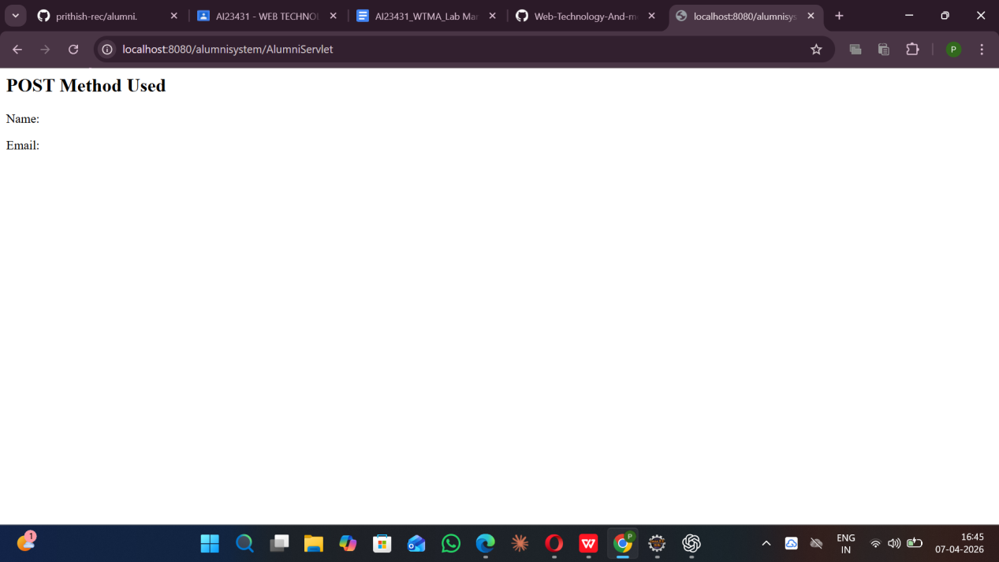 prithish-rec/alumni.
AI23431 - WEB TECHNOL
AI23431_WTMA_Lab Mar
Web-Technology-And-m
localhost:8080/alumnisys
localhost:8080/alumnisystem/AlumniServlet
P
POST Method Used
Name:
Email:
1
P
ENG
IN
16:45
07-04-2026